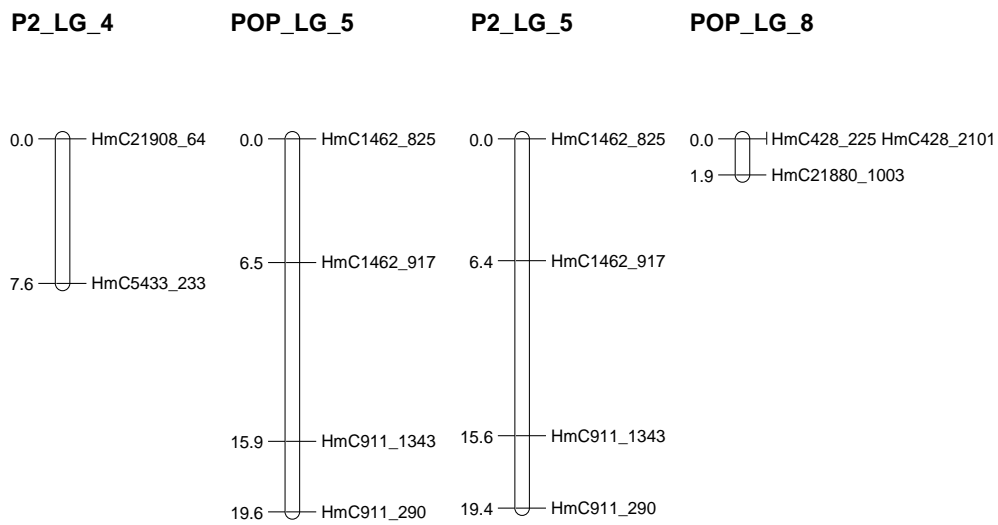 P2_LG_4
0.0 HmC21908_64
7.6 HmC5433_233
POP_LG_5
0.0 HmC1462_825
6.5 HmC1462_917
15.9 HmC911_1343
19.6 HmC911_290
P2_LG_5
0.0 HmC1462_825
6.4 HmC1462_917
15.6 HmC911_1343
19.4 HmC911_290
POP_LG_8
0.0 HmC428_225 HmC428_2101
1.9 HmC21880_1003